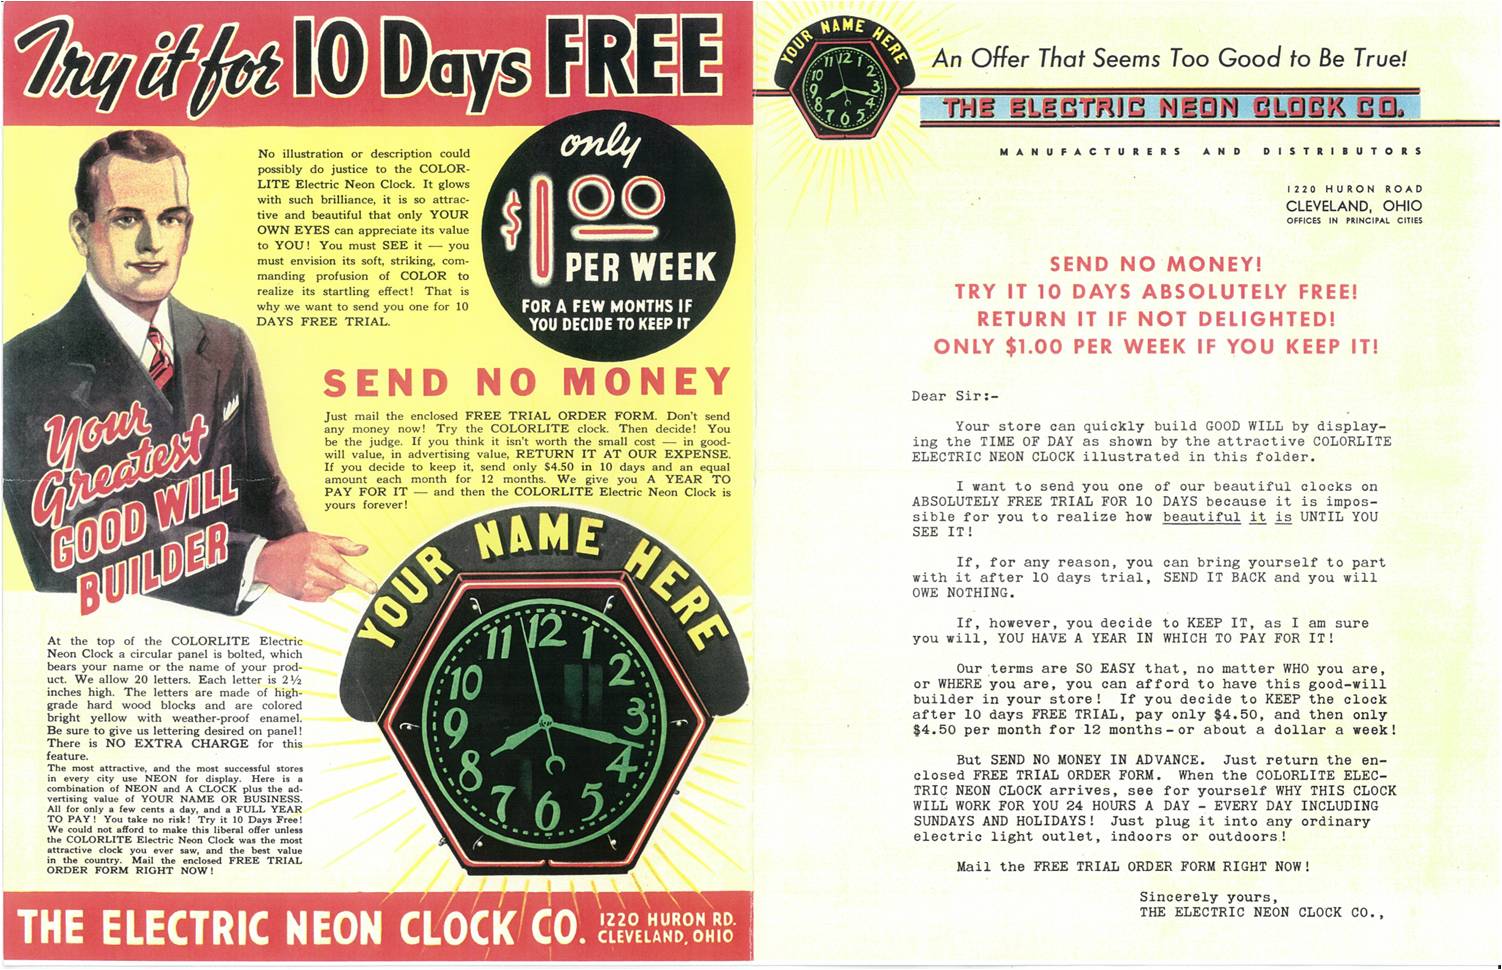 Try it for 10 Days FREE
No illustration or description could
possibly do justice to the COLOR-
LITE Electric Neon Clock. It glows
with such brilliance, it is so attrac-
tive and beautiful that only YOUR
OWN EYES can appreciate its value
to YOU! You must SEE it — you
must envision its soft, striking, com-
manding profusion of COLOR to
realize its startling effect! That is
why we want to send you one for 10
DAYS FREE TRIAL.
only
$1.00
PER WEEK
FOR A FEW MONTHS IF
YOU DECIDE TO KEEP IT
SEND NO MONEY
Just mail the enclosed FREE TRIAL ORDER FORM. Don't send
any money now! Try the COLORLITE clock. Then decide! You
be the judge. If you think it isn't worth the small cost — in good-
will value, in advertising value, RETURN IT AT OUR EXPENSE.
If you decide to keep it, send only $4.50 in 10 days and an equal
amount each month for 12 months. We give you A YEAR TO
PAY FOR IT — and then the COLORLITE Electric Neon Clock is
yours forever!
Your
Greatest
GOOD WILL
BUILDER
YOUR NAME HERE
12
1
2
3
4
5
6
7
8
9
10
11
At the top of the COLORLITE Electric
Neon Clock a circular panel is bolted, which
bears your name or the name of your prod-
uct. We allow 20 letters. Each letter is 2½
inches high. The letters are made of high-
grade hard wood blocks and are colored
bright yellow with weather-proof enamel.
Be sure to give us lettering desired on panel!
There is NO EXTRA CHARGE for this
feature.
The most attractive, and the most successful stores
in every city use NEON for display. Here is a
combination of NEON and A CLOCK plus the ad-
vertising value of YOUR NAME OR BUSINESS.
All for only a few cents a day, and a FULL YEAR
TO PAY! You take no risk! Try it 10 Days Free!
We could not afford to make this liberal offer unless
the COLORLITE Electric Neon Clock was the most
attractive clock you ever saw, and the best value
in the country. Mail the enclosed FREE TRIAL
ORDER FORM RIGHT NOW!
THE ELECTRIC NEON CLOCK CO. 1220 HURON RD.
CLEVELAND, OHIO
YOUR NAME HERE
12
1
2
3
4
5
6
7
8
9
10
11
An Offer That Seems Too Good to Be True!
THE ELECTRIC NEON CLOCK CO.
MANUFACTURERS AND DISTRIBUTORS
1220 HURON ROAD
CLEVELAND, OHIO
OFFICES IN PRINCIPAL CITIES
SEND NO MONEY!
TRY IT 10 DAYS ABSOLUTELY FREE!
RETURN IT IF NOT DELIGHTED!
ONLY $1.00 PER WEEK IF YOU KEEP IT!
Dear Sir:-
Your store can quickly build GOOD WILL by display-
ing the TIME OF DAY as shown by the attractive COLORLITE
ELECTRIC NEON CLOCK illustrated in this folder.
I want to send you one of our beautiful clocks on
ABSOLUTELY FREE TRIAL FOR 10 DAYS because it is impos-
sible for you to realize how beautiful it is UNTIL YOU
SEE IT!
If, for any reason, you can bring yourself to part
with it after 10 days trial, SEND IT BACK and you will
OWE NOTHING.
If, however, you decide to KEEP IT, as I am sure
you will, YOU HAVE A YEAR IN WHICH TO PAY FOR IT!
Our terms are SO EASY that, no matter WHO you are,
or WHERE you are, you can afford to have this good-will
builder in your store! If you decide to KEEP the clock
after 10 days FREE TRIAL, pay only $4.50, and then only
$4.50 per month for 12 months-or about a dollar a week!
But SEND NO MONEY IN ADVANCE. Just return the en-
closed FREE TRIAL ORDER FORM. When the COLORLITE ELEC-
TRIC NEON CLOCK arrives, see for yourself WHY THIS CLOCK
WILL WORK FOR YOU 24 HOURS A DAY - EVERY DAY INCLUDING
SUNDAYS AND HOLIDAYS! Just plug it into any ordinary
electric light outlet, indoors or outdoors!
Mail the FREE TRIAL ORDER FORM RIGHT NOW!
Sincerely yours,
THE ELECTRIC NEON CLOCK CO.,